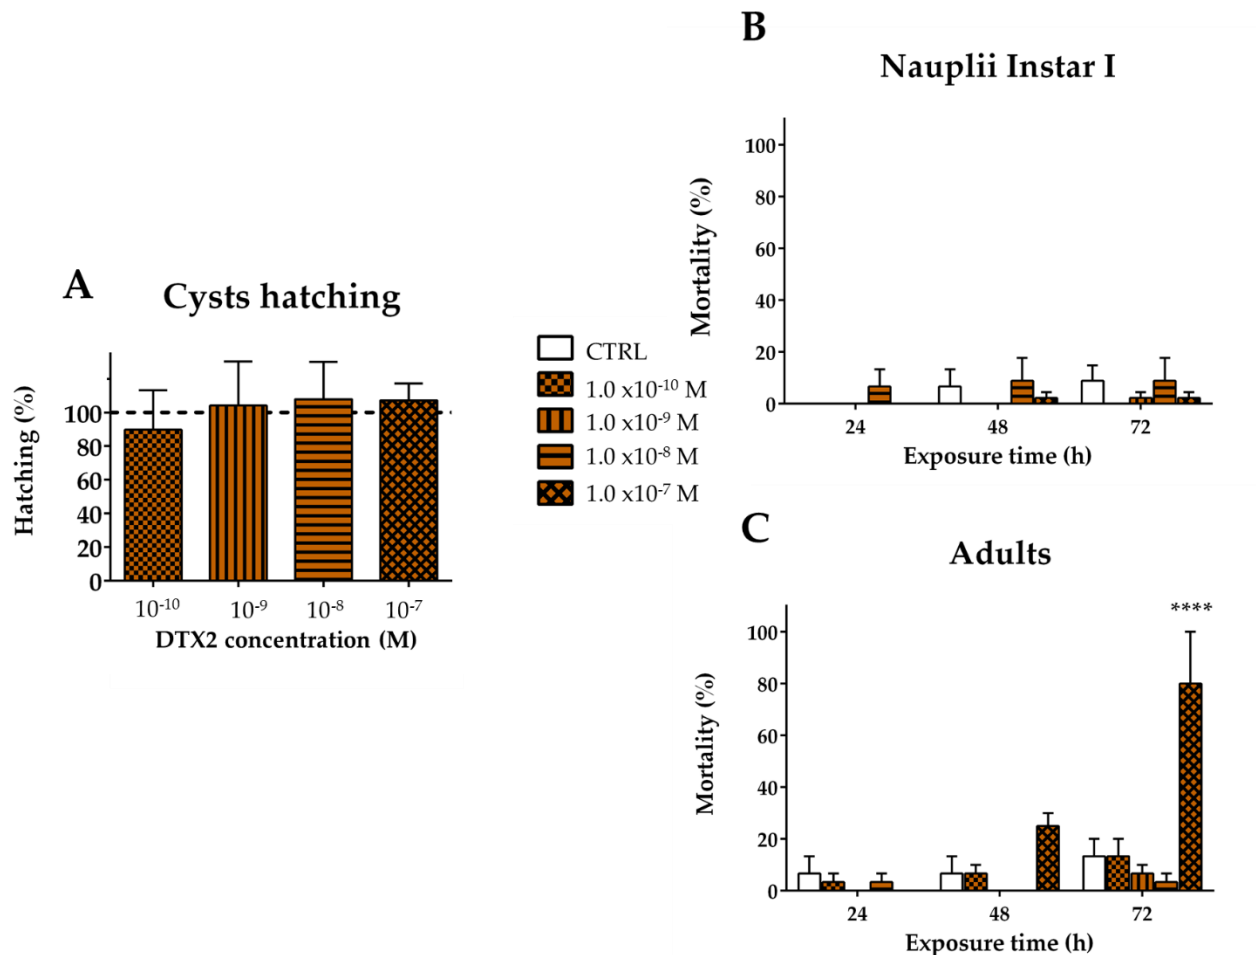 A
Cysts hatching
Hatching (%)
100
80
60
40
20
0
10⁻¹⁰
10⁻⁹
10⁻⁸
10⁻⁷
DTX2 concentration (M)
CTRL
1.0 x10⁻¹⁰ M
1.0 x10⁻⁹ M
1.0 x10⁻⁸ M
1.0 x10⁻⁷ M
B
Nauplii Instar I
Mortality (%)
100
80
60
40
20
0
24
48
72
Exposure time (h)
C
Adults
****
Mortality (%)
100
80
60
40
20
0
24
48
72
Exposure time (h)